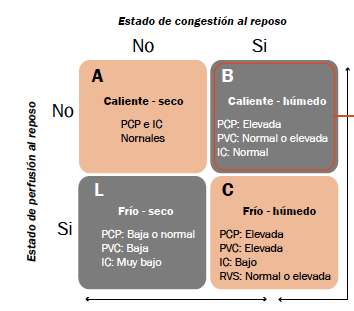 Estado de congestión al reposo
No
Si
Estado de perfusión al reposo
No
A
Caliente - seco
PCP e IC
Normales
B
Caliente - húmedo
PCP: Elevada
PVC: Normal o elevada
IC: Normal
Si
L
Frío - seco
PCP: Baja o normal
PVC: Baja
IC: Muy bajo
C
Frío - húmedo
PCP: Elevada
PVC: Elevada
IC: Bajo
RVS: Normal o elevada